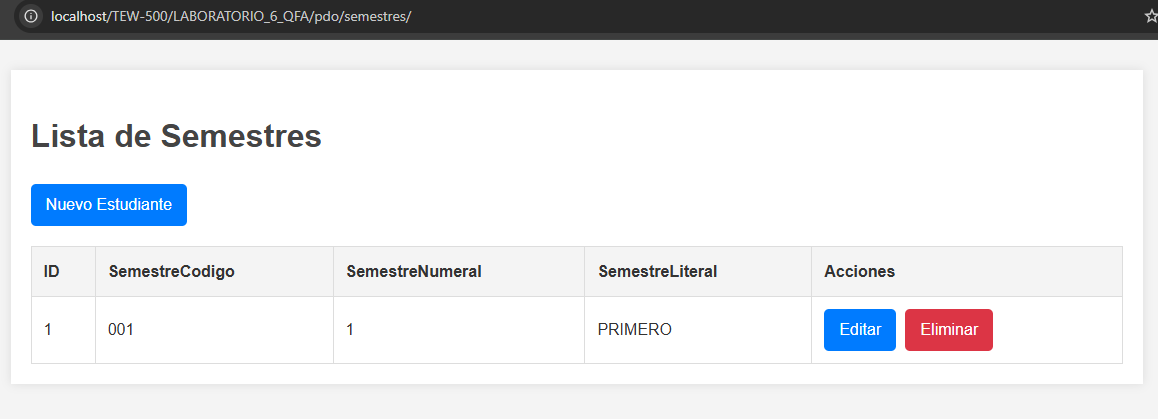 localhost/TEW-500/LABORATORIO_6_QFA/pdo/semestres/
Lista de Semestres
Nuevo Estudiante
ID SemestreCodigo SemestreNumeral SemestreLiteral Acciones
1 001 1 PRIMERO Editar Eliminar